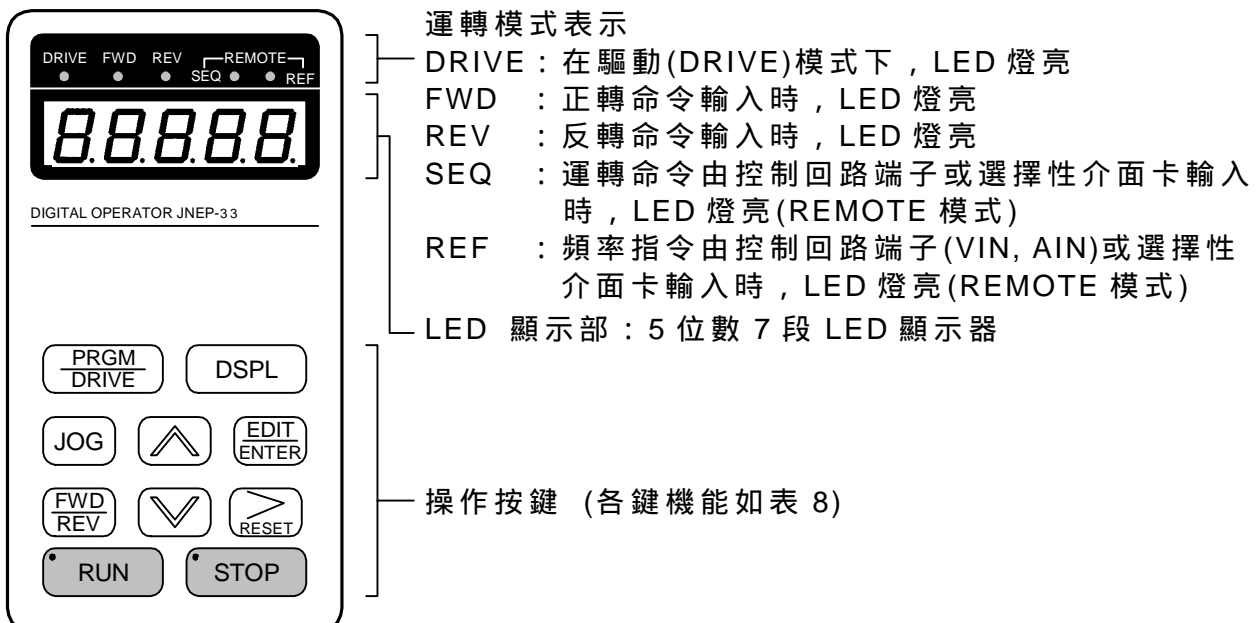 DRIVE FWD REV REMOTE
SEQ REF
8.8.8.8.8.
DIGITAL OPERATOR JNEP-33
PRGM
DRIVE
DSPL
JOG
EDIT
ENTER
FWD
REV
RESET
RUN
STOP
運轉模式表示
DRIVE：在驅動(DRIVE)模式下，LED 燈亮
FWD ：正轉命令輸入時，LED 燈亮
REV ：反轉命令輸入時，LED 燈亮
SEQ ：運轉命令由控制回路端子或選擇性介面卡輸入
時，LED 燈亮(REMOTE 模式)
REF ：頻率指令由控制回路端子(VIN, AIN)或選擇性
介面卡輸入時，LED 燈亮(REMOTE 模式)
LED 顯示部：5 位數 7 段 LED 顯示器
操作按鍵 (各鍵機能如表 8)